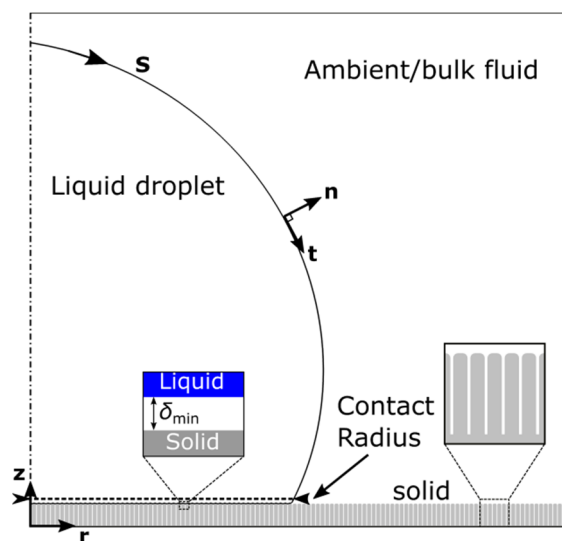 S
Ambient/bulk fluid
Liquid droplet
n
t
Liquid
δmin
Solid
Contact
Radius
solid
z
r